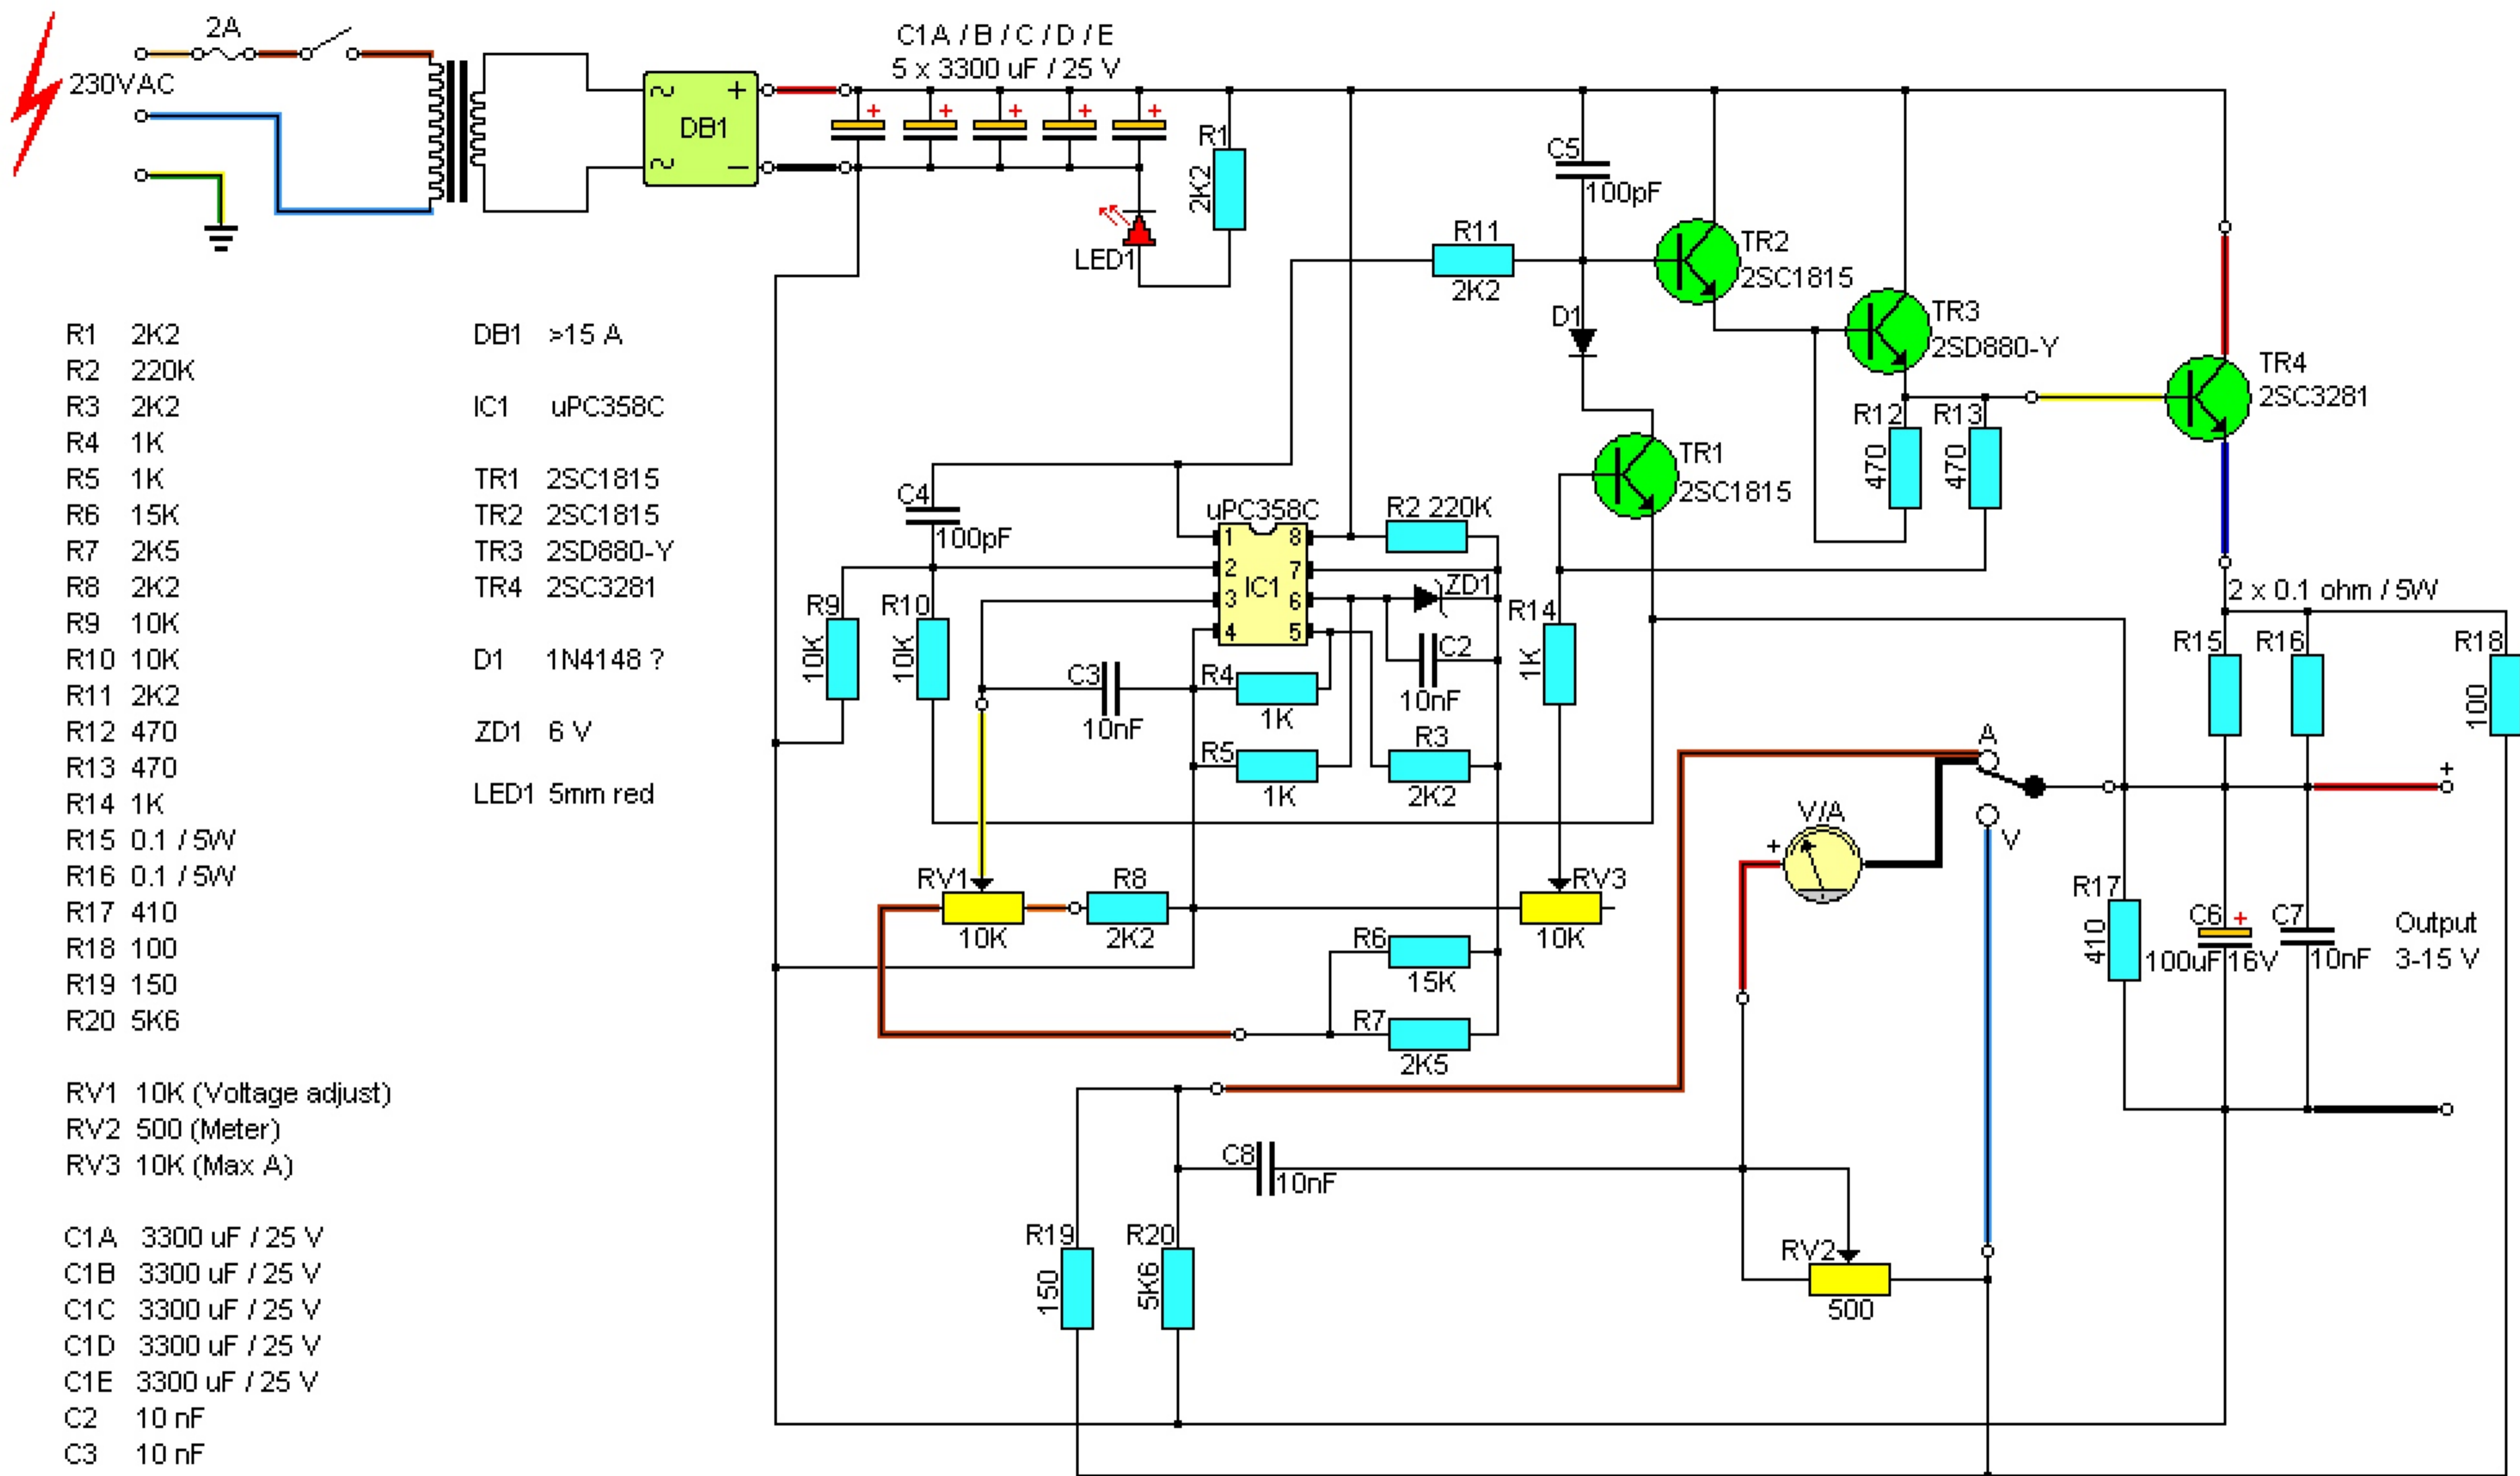 2A
230VAC
DB1
C1A / B / C / D / E
5 x 3300 uF / 25 V
R1
2K2
LED1
C5
100pF
R11
2K2
TR2
2SC1815
D1
TR3
2SD880-Y
TR4
2SC3281
R12
470
R13
470
TR1
2SC1815
C4
100pF
uPC358C
IC1
1
2
3
4
8
7
6
5
R2 220K
ZD1
C2
10nF
R9
10K
R10
10K
C3
10nF
R4
1K
R5
1K
R3
2K2
R14
1K
2 x 0.1 ohm / 5W
R15
R16
R18
100
A
V
V/A
+
RV1
10K
R8
2K2
RV3
10K
R6
15K
R7
2K5
R17
410
C6 +
100uF 16V
C7
10nF
+
Output
3-15 V
C8
10nF
R19
150
R20
5K6
RV2
500
R1 2K2
R2 220K
R3 2K2
R4 1K
R5 1K
R6 15K
R7 2K5
R8 2K2
R9 10K
R10 10K
R11 2K2
R12 470
R13 470
R14 1K
R15 0.1 / 5W
R16 0.1 / 5W
R17 410
R18 100
R19 150
R20 5K6
RV1 10K (Voltage adjust)
RV2 500 (Meter)
RV3 10K (Max A)
C1A 3300 uF / 25 V
C1B 3300 uF / 25 V
C1C 3300 uF / 25 V
C1D 3300 uF / 25 V
C1E 3300 uF / 25 V
C2 10 nF
C3 10 nF
DB1 >15 A
IC1 uPC358C
TR1 2SC1815
TR2 2SC1815
TR3 2SD880-Y
TR4 2SC3281
D1 1N4148 ?
ZD1 6 V
LED1 5mm red